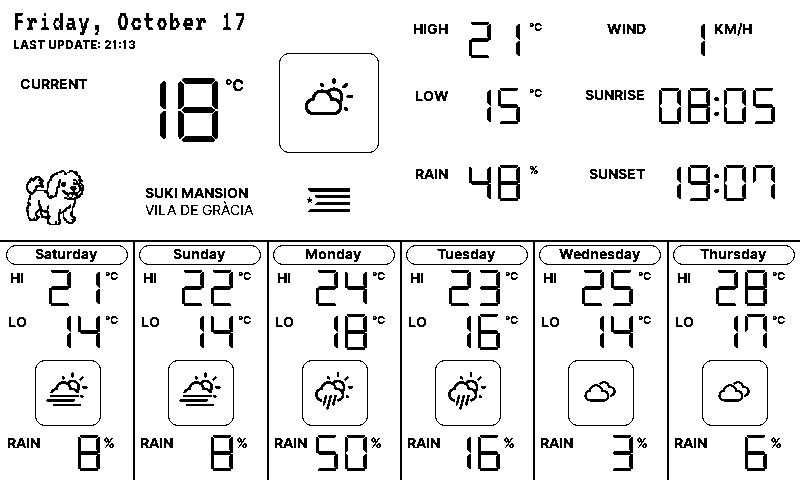 Friday, October 17
LAST UPDATE: 21:13
CURRENT 18 °C
HIGH 21 °C
LOW 15 °C
RAIN 48 %
WIND 1 KM/H
SUNRISE 08:05
SUNSET 19:07
SUKI MANSION
VILA DE GRÀCIA
Saturday
HI 21 °C
LO 14 °C
RAIN 8 %
Sunday
HI 22 °C
LO 14 °C
RAIN 8 %
Monday
HI 24 °C
LO 18 °C
RAIN 50 %
Tuesday
HI 23 °C
LO 16 °C
RAIN 16 %
Wednesday
HI 25 °C
LO 14 °C
RAIN 3 %
Thursday
HI 28 °C
LO 17 °C
RAIN 6 %